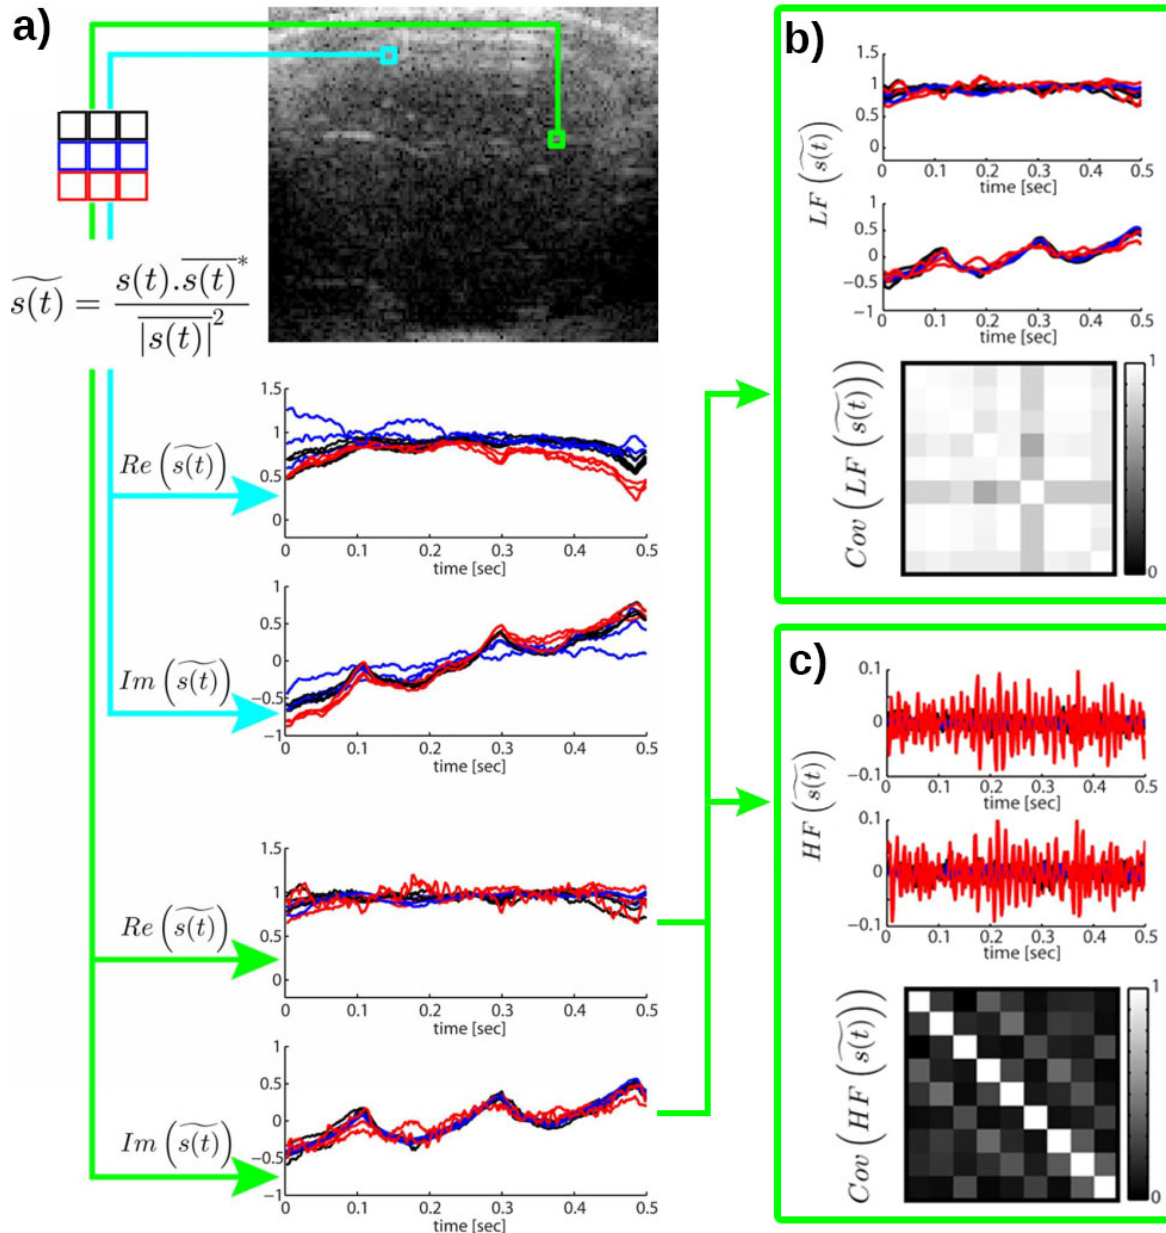 a)
s(t) = s(t).s(t)* / |s(t)|²
1.5
1
0.5
0
0 0.1 0.2 0.3 0.4 0.5
time [sec]
Re (s(t))
1
0.5
0
−0.5
−1
0 0.1 0.2 0.3 0.4 0.5
time [sec]
Im (s(t))
1.5
1
0.5
0
0 0.1 0.2 0.3 0.4 0.5
time [sec]
Re (s(t))
1
0.5
0
−0.5
−1
0 0.1 0.2 0.3 0.4 0.5
time [sec]
Im (s(t))
b)
LF (s(t))
1.5
1
0.5
0
0 0.1 0.2 0.3 0.4 0.5
time [sec]
1
0.5
0
−0.5
−1
0 0.1 0.2 0.3 0.4 0.5
time [sec]
Cov (LF (s(t)))
1
0
c)
HF (s(t))
0.1
0
−0.1
0 0.1 0.2 0.3 0.4 0.5
time [sec]
0.1
0
−0.1
0 0.1 0.2 0.3 0.4 0.5
time [sec]
Cov (HF (s(t)))
1
0